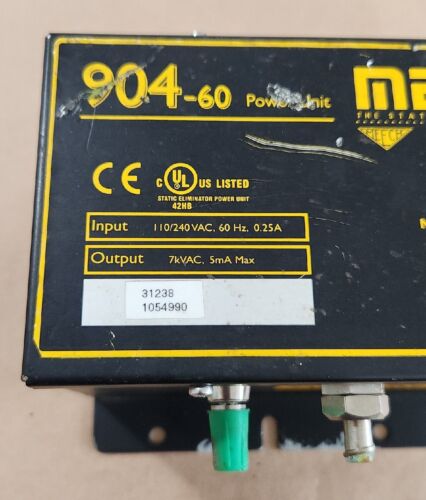 904-60 Power Unit
THE STAT
MEECH
CE C UL US LISTED
STATIC ELIMINATOR POWER UNIT
42HB
Input 110/240 VAC, 60 Hz, 0.25A
Output 7kVAC, 5mA Max
31238
1054990